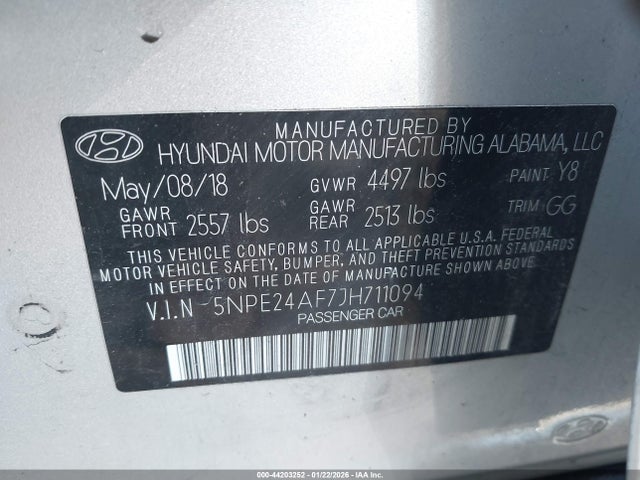 MANUFACTURED BY
HYUNDAI MOTOR MANUFACTURING ALABAMA, LLC
May/08/18 GVWR 4497 lbs PAINT Y8
GAWR FRONT 2557 lbs GAWR REAR 2513 lbs TRIM GG
THIS VEHICLE CONFORMS TO ALL APPLICABLE U.S.A. FEDERAL
MOTOR VEHICLE SAFETY, BUMPER, AND THEFT PREVENTION STANDARDS
IN EFFECT ON THE DATE OF MANUFACTURE SHOWN ABOVE.
V.I.N - 5NPE24AF7JH711094
PASSENGER CAR
000-44203252 | 01/22/2026 - IAA Inc.